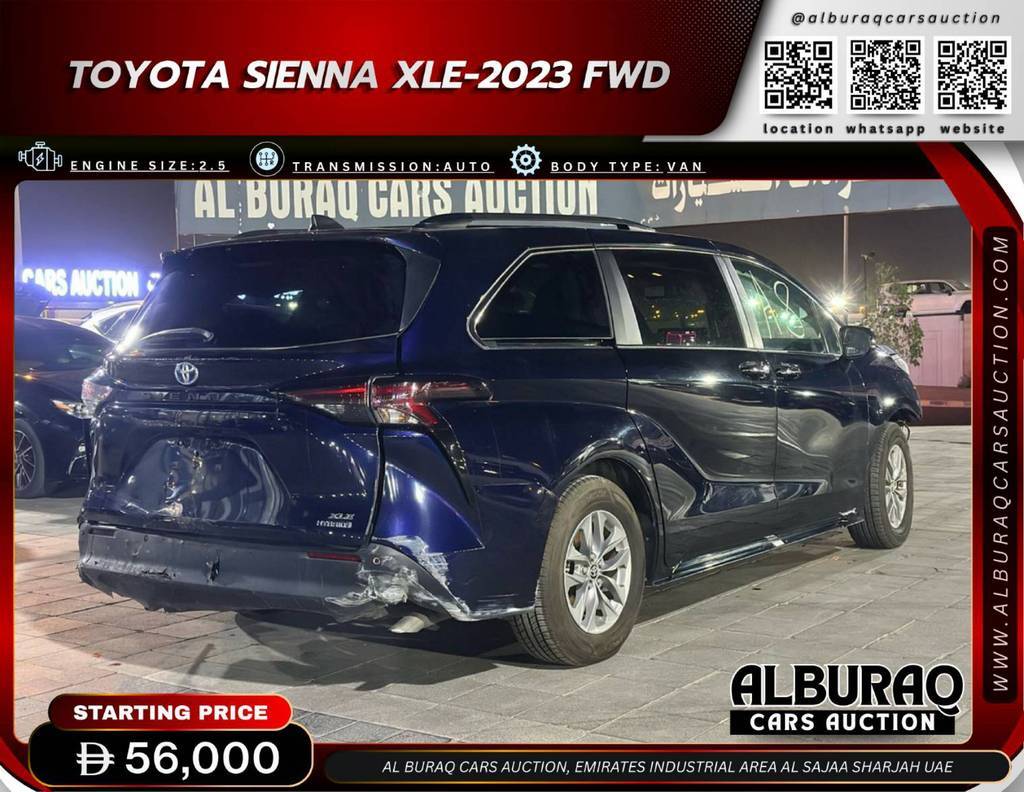 @alburaqcarsauction
TOYOTA SIENNA XLE-2023 FWD
location whatsapp website
ENGINE SIZE:2.5
TRANSMISSION:AUTO
BODY TYPE: VAN
AL BURAQ CARS AUCTION
CARS AUCTION
SIENNA
XLE
HYBRID
WWW.ALBURAQCARSAUCTION.COM
ALBURAQ
CARS AUCTION
STARTING PRICE
56,000
AL BURAQ CARS AUCTION, EMIRATES INDUSTRIAL AREA AL SAJAA SHARJAH UAE